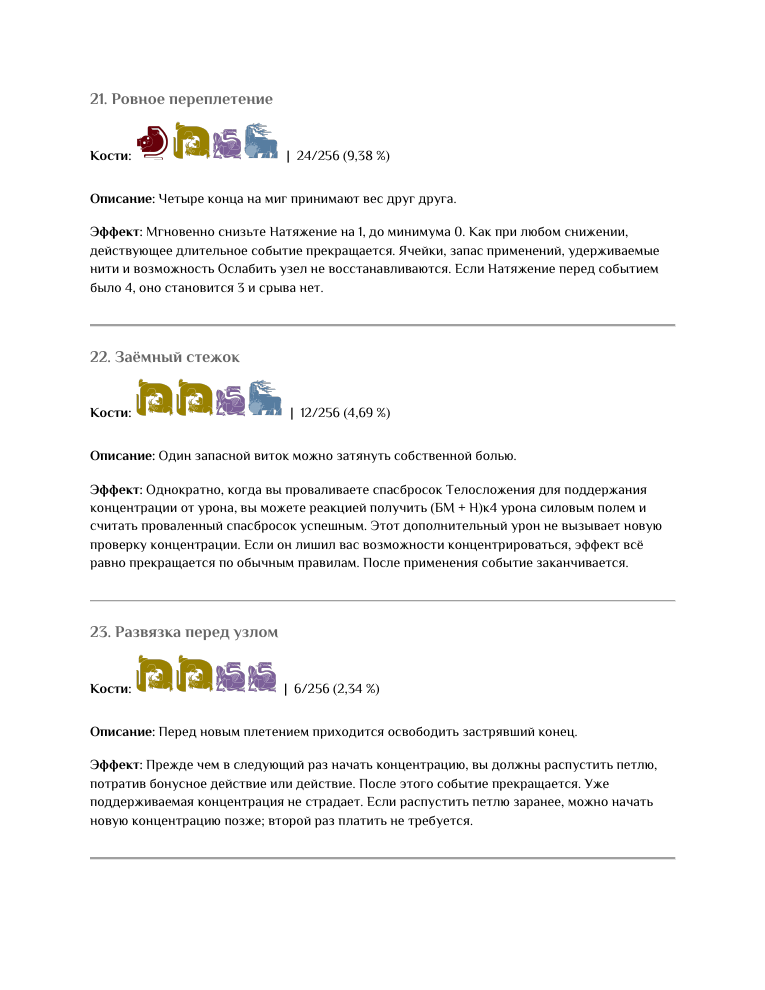 21. Ровное переплетение
Кости: | 24/256 (9,38 %)
Описание: Четыре конца на миг принимают вес друг друга.
Эффект: Мгновенно снизьте Натяжение на 1, до минимума 0. Как при любом снижении,
действующее длительное событие прекращается. Ячейки, запас применений, удерживаемые
нити и возможность Ослабить узел не восстанавливаются. Если Натяжение перед событием
было 4, оно становится 3 и срыва нет.
22. Заёмный стежок
Кости: | 12/256 (4,69 %)
Описание: Один запасной виток можно затянуть собственной болью.
Эффект: Однократно, когда вы проваливаете спасбросок Телосложения для поддержания
концентрации от урона, вы можете реакцией получить (БМ + Н)к4 урона силовым полем и
считать проваленный спасбросок успешным. Этот дополнительный урон не вызывает новую
проверку концентрации. Если он лишил вас возможности концентрироваться, эффект всё
равно прекращается по обычным правилам. После применения событие заканчивается.
23. Развязка перед узлом
Кости: | 6/256 (2,34 %)
Описание: Перед новым плетением приходится освободить застрявший конец.
Эффект: Прежде чем в следующий раз начать концентрацию, вы должны распустить петлю,
потратив бонусное действие или действие. После этого событие прекращается. Уже
поддерживаемая концентрация не страдает. Если распустить петлю заранее, можно начать
новую концентрацию позже; второй раз платить не требуется.